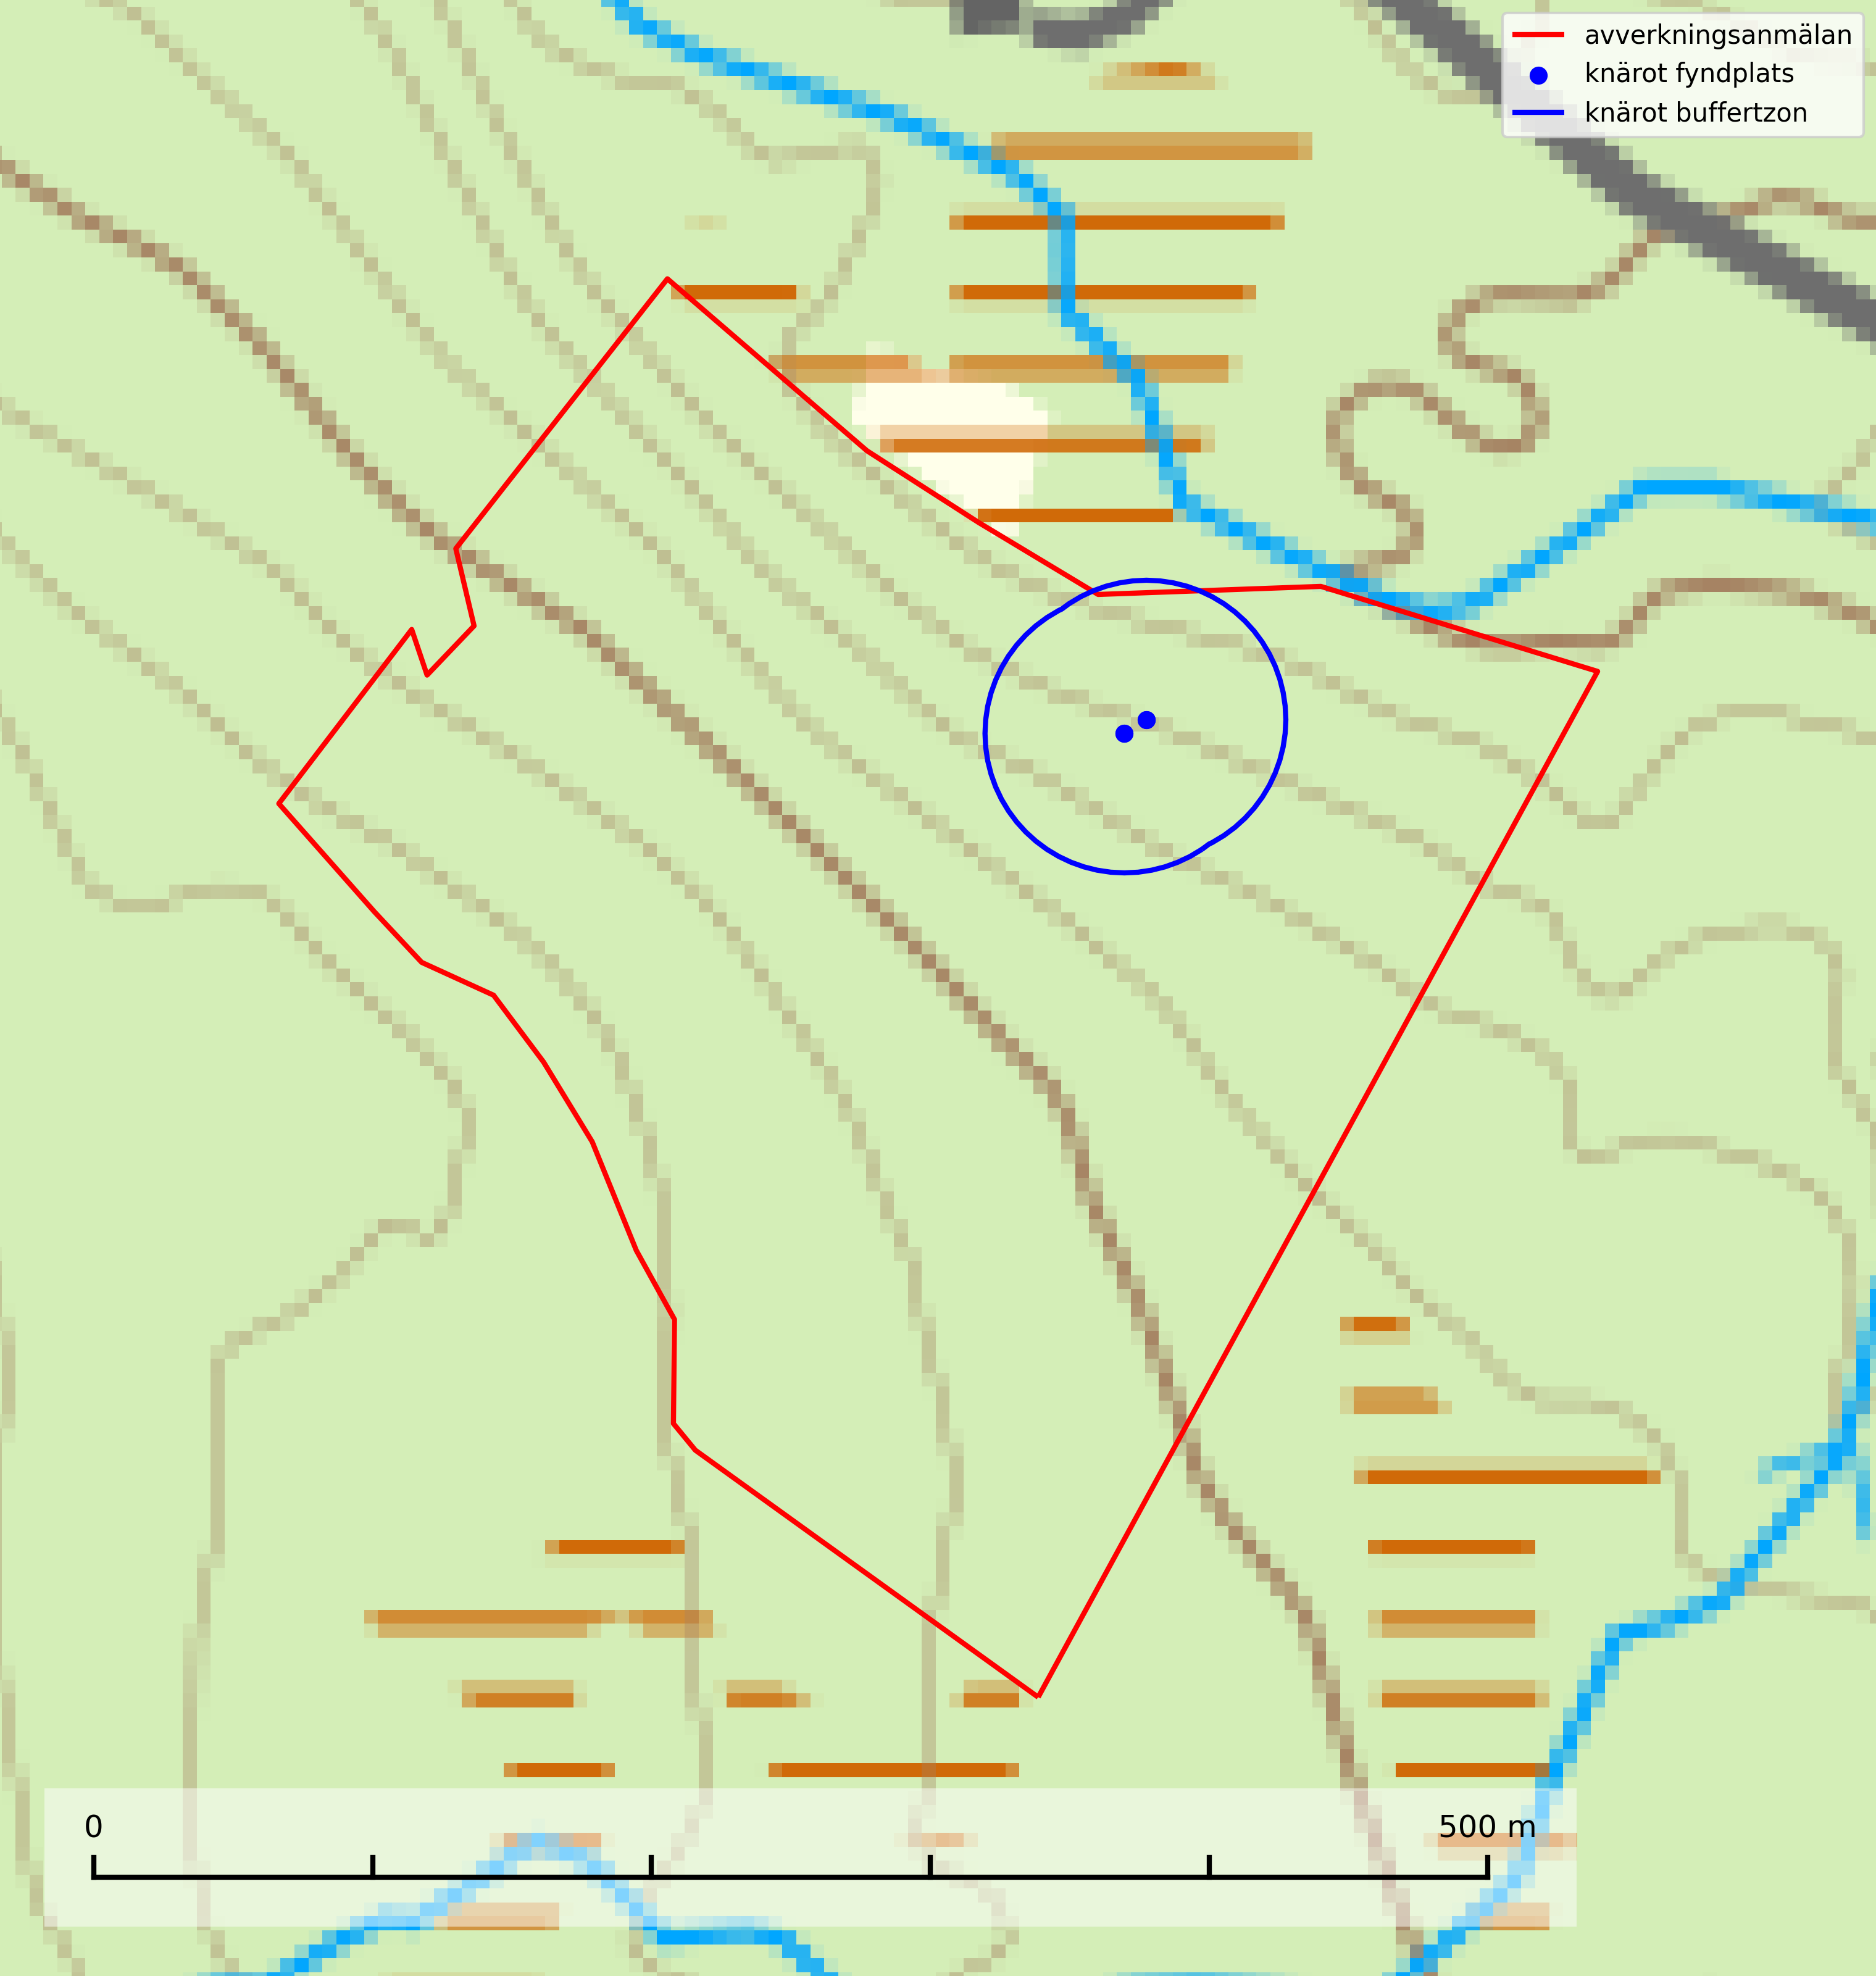 avverkningsanmälan
knärot fyndplats
knärot buffertzon
0
500 m